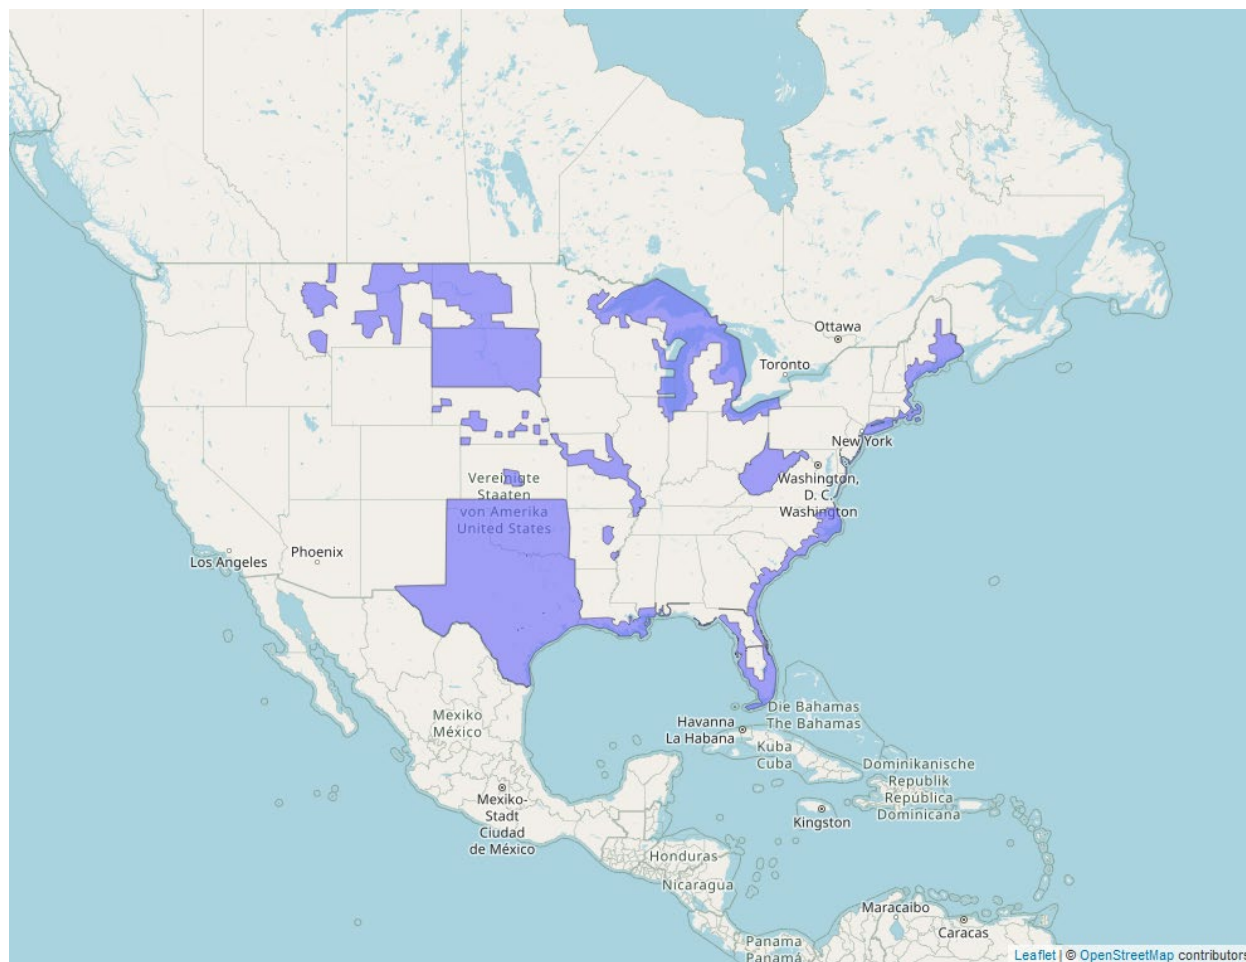 Ottawa
Toronto
New York
Washington,
D. C.
Washington
Vereinigte
Staaten
von Amerika
United States
Phoenix
Los Angeles
Mexiko
México
Die Bahamas
The Bahamas
Havanna
La Habana
Kuba
Cuba
Dominikanische
Republik
República
Dominicana
Mexiko-
Stadt
Ciudad
de México
Kingston
Honduras
Nicaragua
Maracaibo
Caracas
Panama
Panamá
Leaflet | © OpenStreetMap contributors